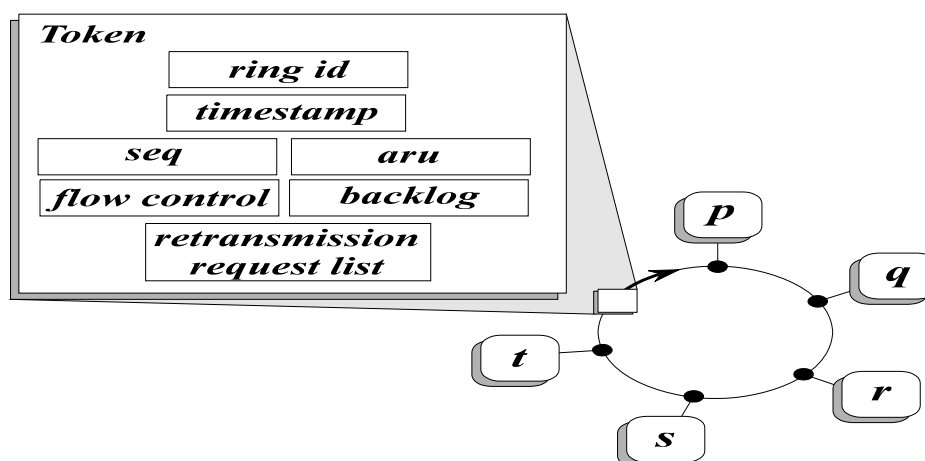 Token
ring id
timestamp
seq
aru
flow control
backlog
retransmission
request list
p
q
t
r
s